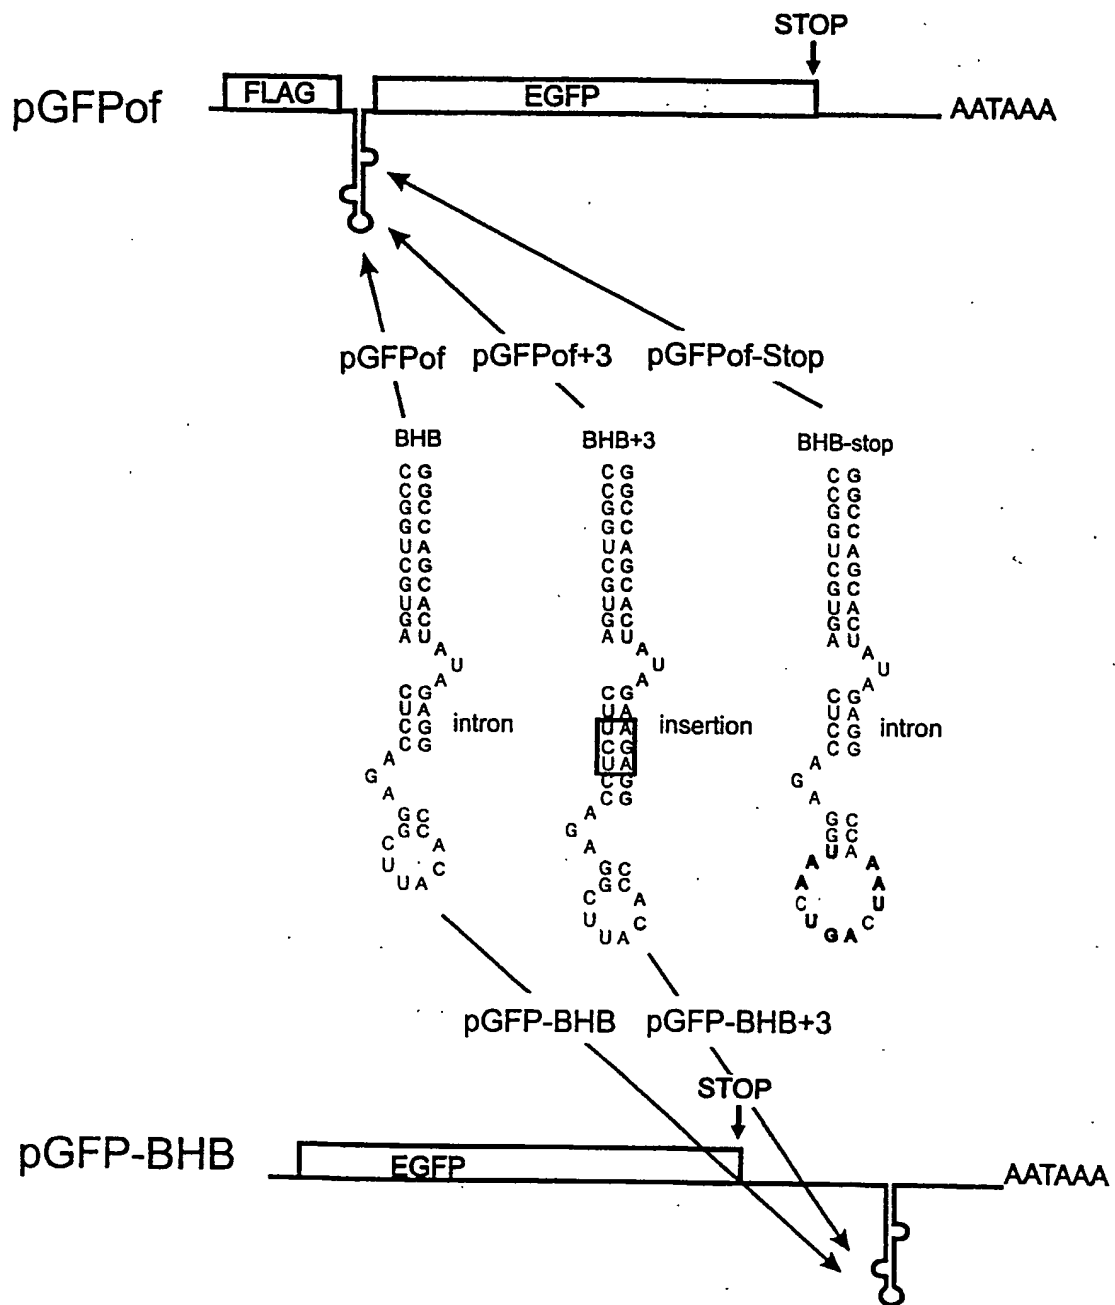 STOP
pGFPof
FLAG
EGFP
AATAAA
pGFPof
pGFPof+3
pGFPof-Stop
BHB
C G
C G
G C
G C
U A
C G
G C
U A
G C
A U
A
U
A
C G
U A
C G
C G
intron
A
G
A
G C
G C
C A
U C
U A
BHB+3
C G
C G
G C
G C
U A
C G
G C
U A
G C
A U
A
U
A
C G
U A
U A
C G
U A
C G
C G
insertion
A
G
A
G C
G C
C A
U C
U A
BHB-stop
C G
C G
G C
G C
U A
C G
G C
U A
G C
A U
A
U
A
C G
U A
C G
C G
intron
A
G
A
G C
G C
U A
A A
A A
C U
U C
G A
pGFP-BHB
pGFP-BHB+3
STOP
pGFP-BHB
EGFP
AATAAA